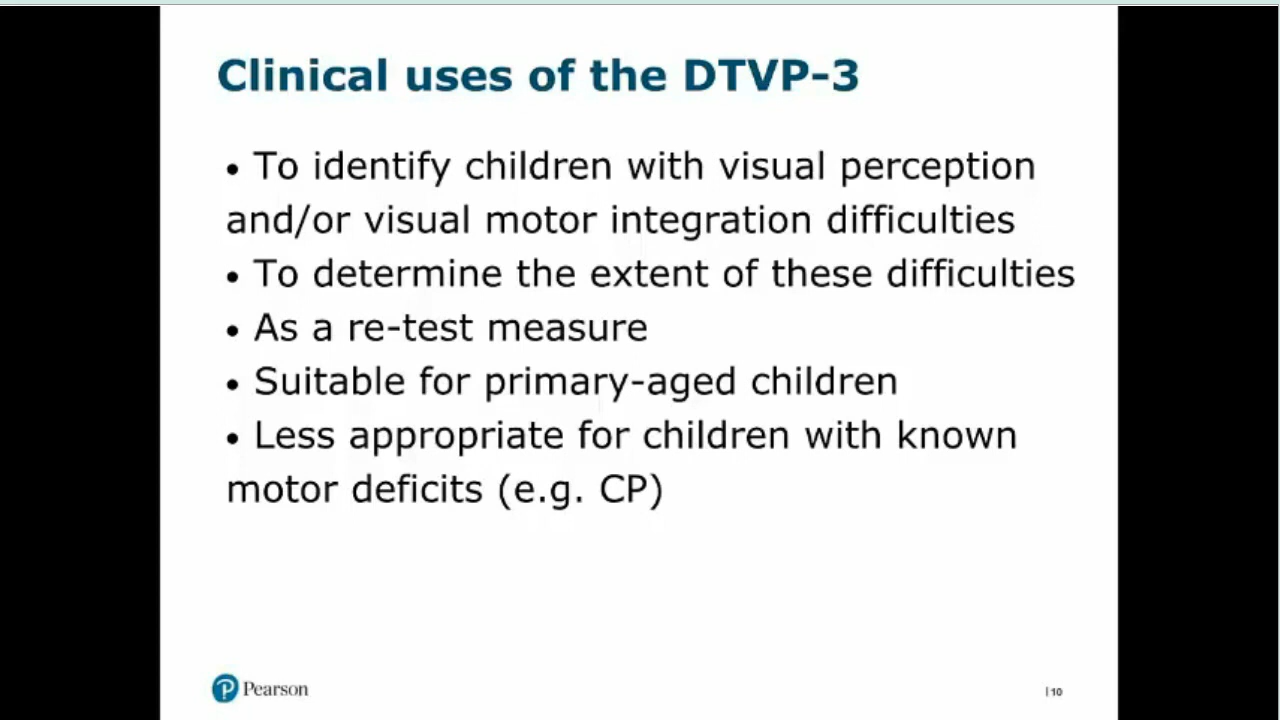 Clinical uses of the DTVP-3
• To identify children with visual perception
and/or visual motor integration difficulties
• To determine the extent of these difficulties
• As a re-test measure
• Suitable for primary-aged children
• Less appropriate for children with known
motor deficits (e.g. CP)
P Pearson
| 10